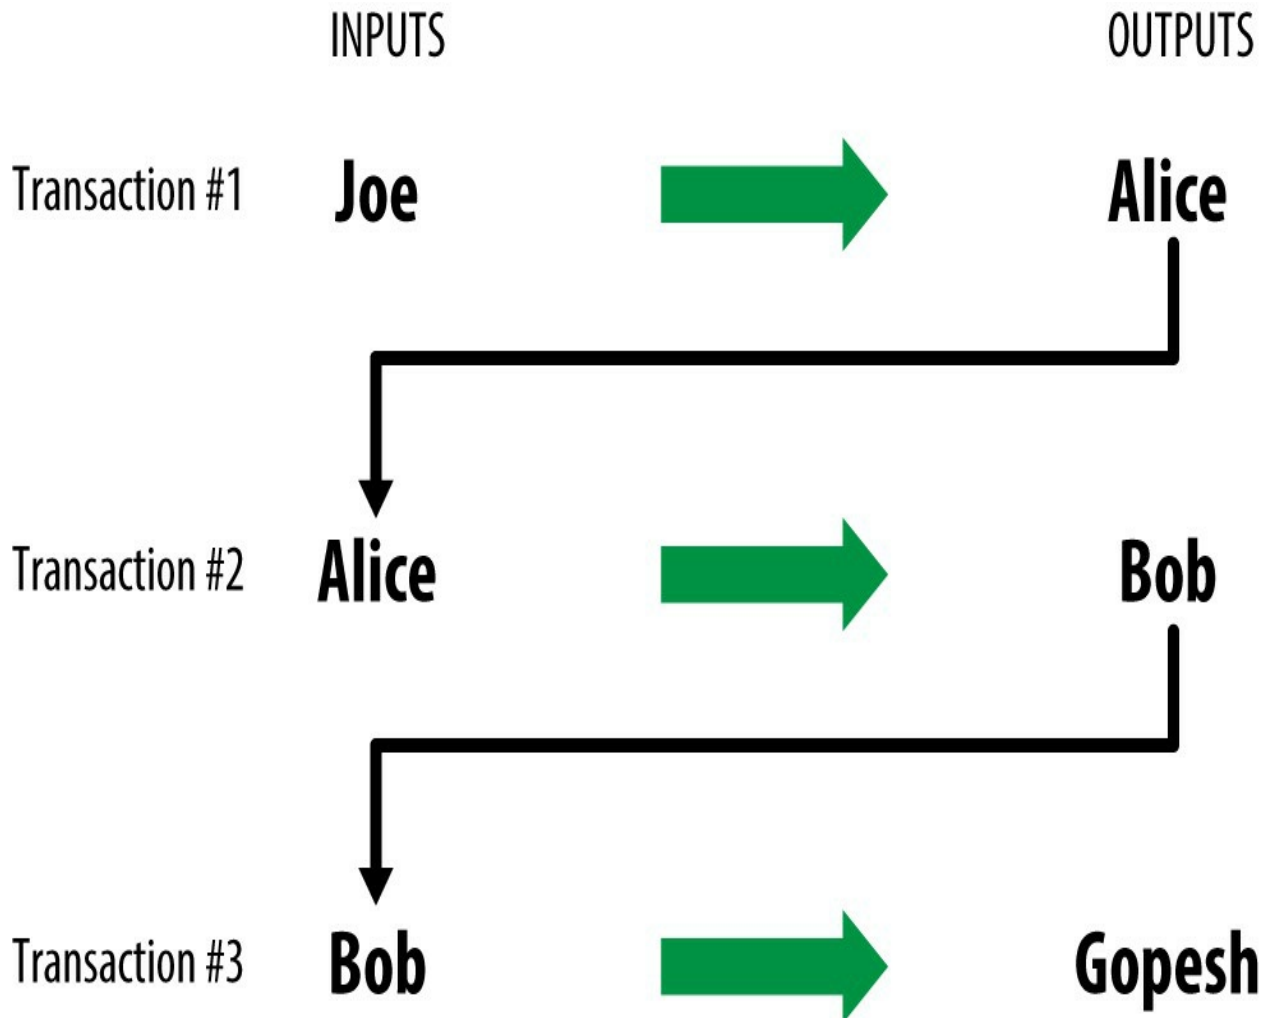 INPUTS OUTPUTS
Transaction #1 Joe Alice
Transaction #2 Alice Bob
Transaction #3 Bob Gopesh